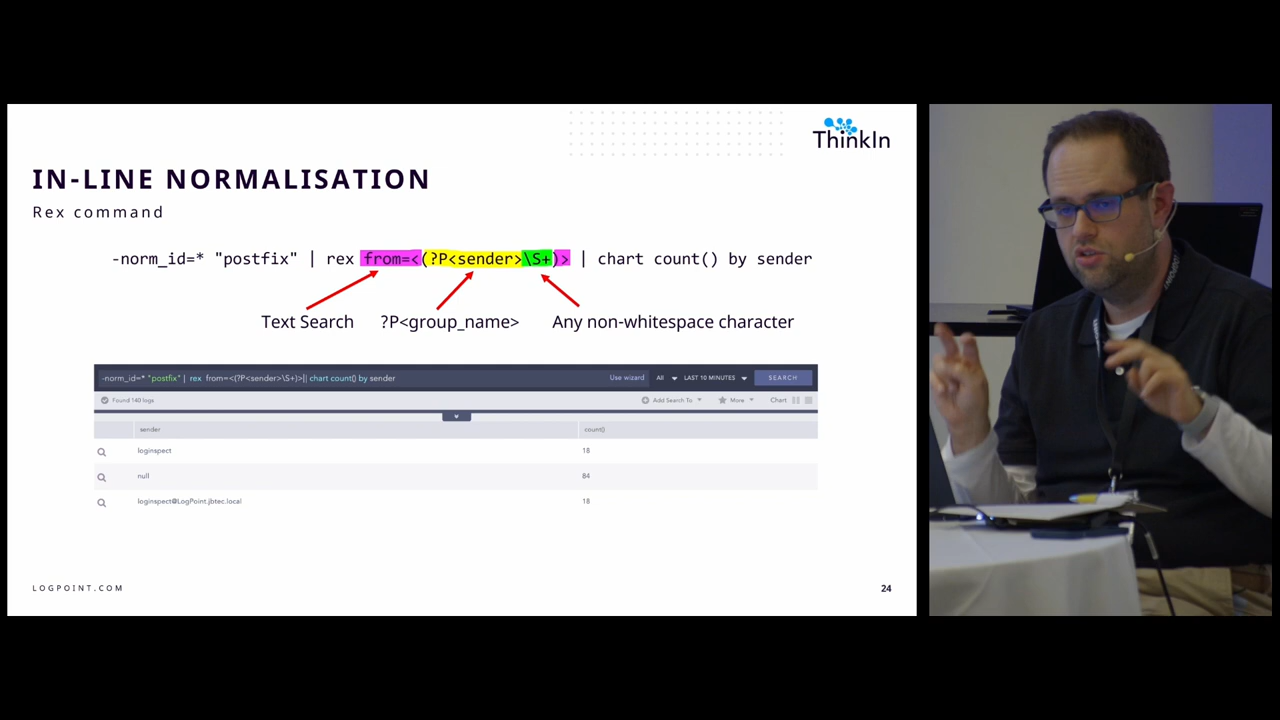 ThinkIn
IN-LINE NORMALISATION
Rex command
-norm_id=* "postfix" | rex from=<(?P<sender>\S+)> | chart count() by sender
Text Search ?P<group_name> Any non-whitespace character
-norm_id=* "postfix" | rex from=<(?P<sender>\S+)>| chart count() by sender Use wizard All LAST 10 MINUTES SEARCH
Found 140 logs Add Search To More Chart
sender count()
loginspect 18
null 84
loginspect@LogPoint.jbtec.local 18
LOGPOINT.COM 24